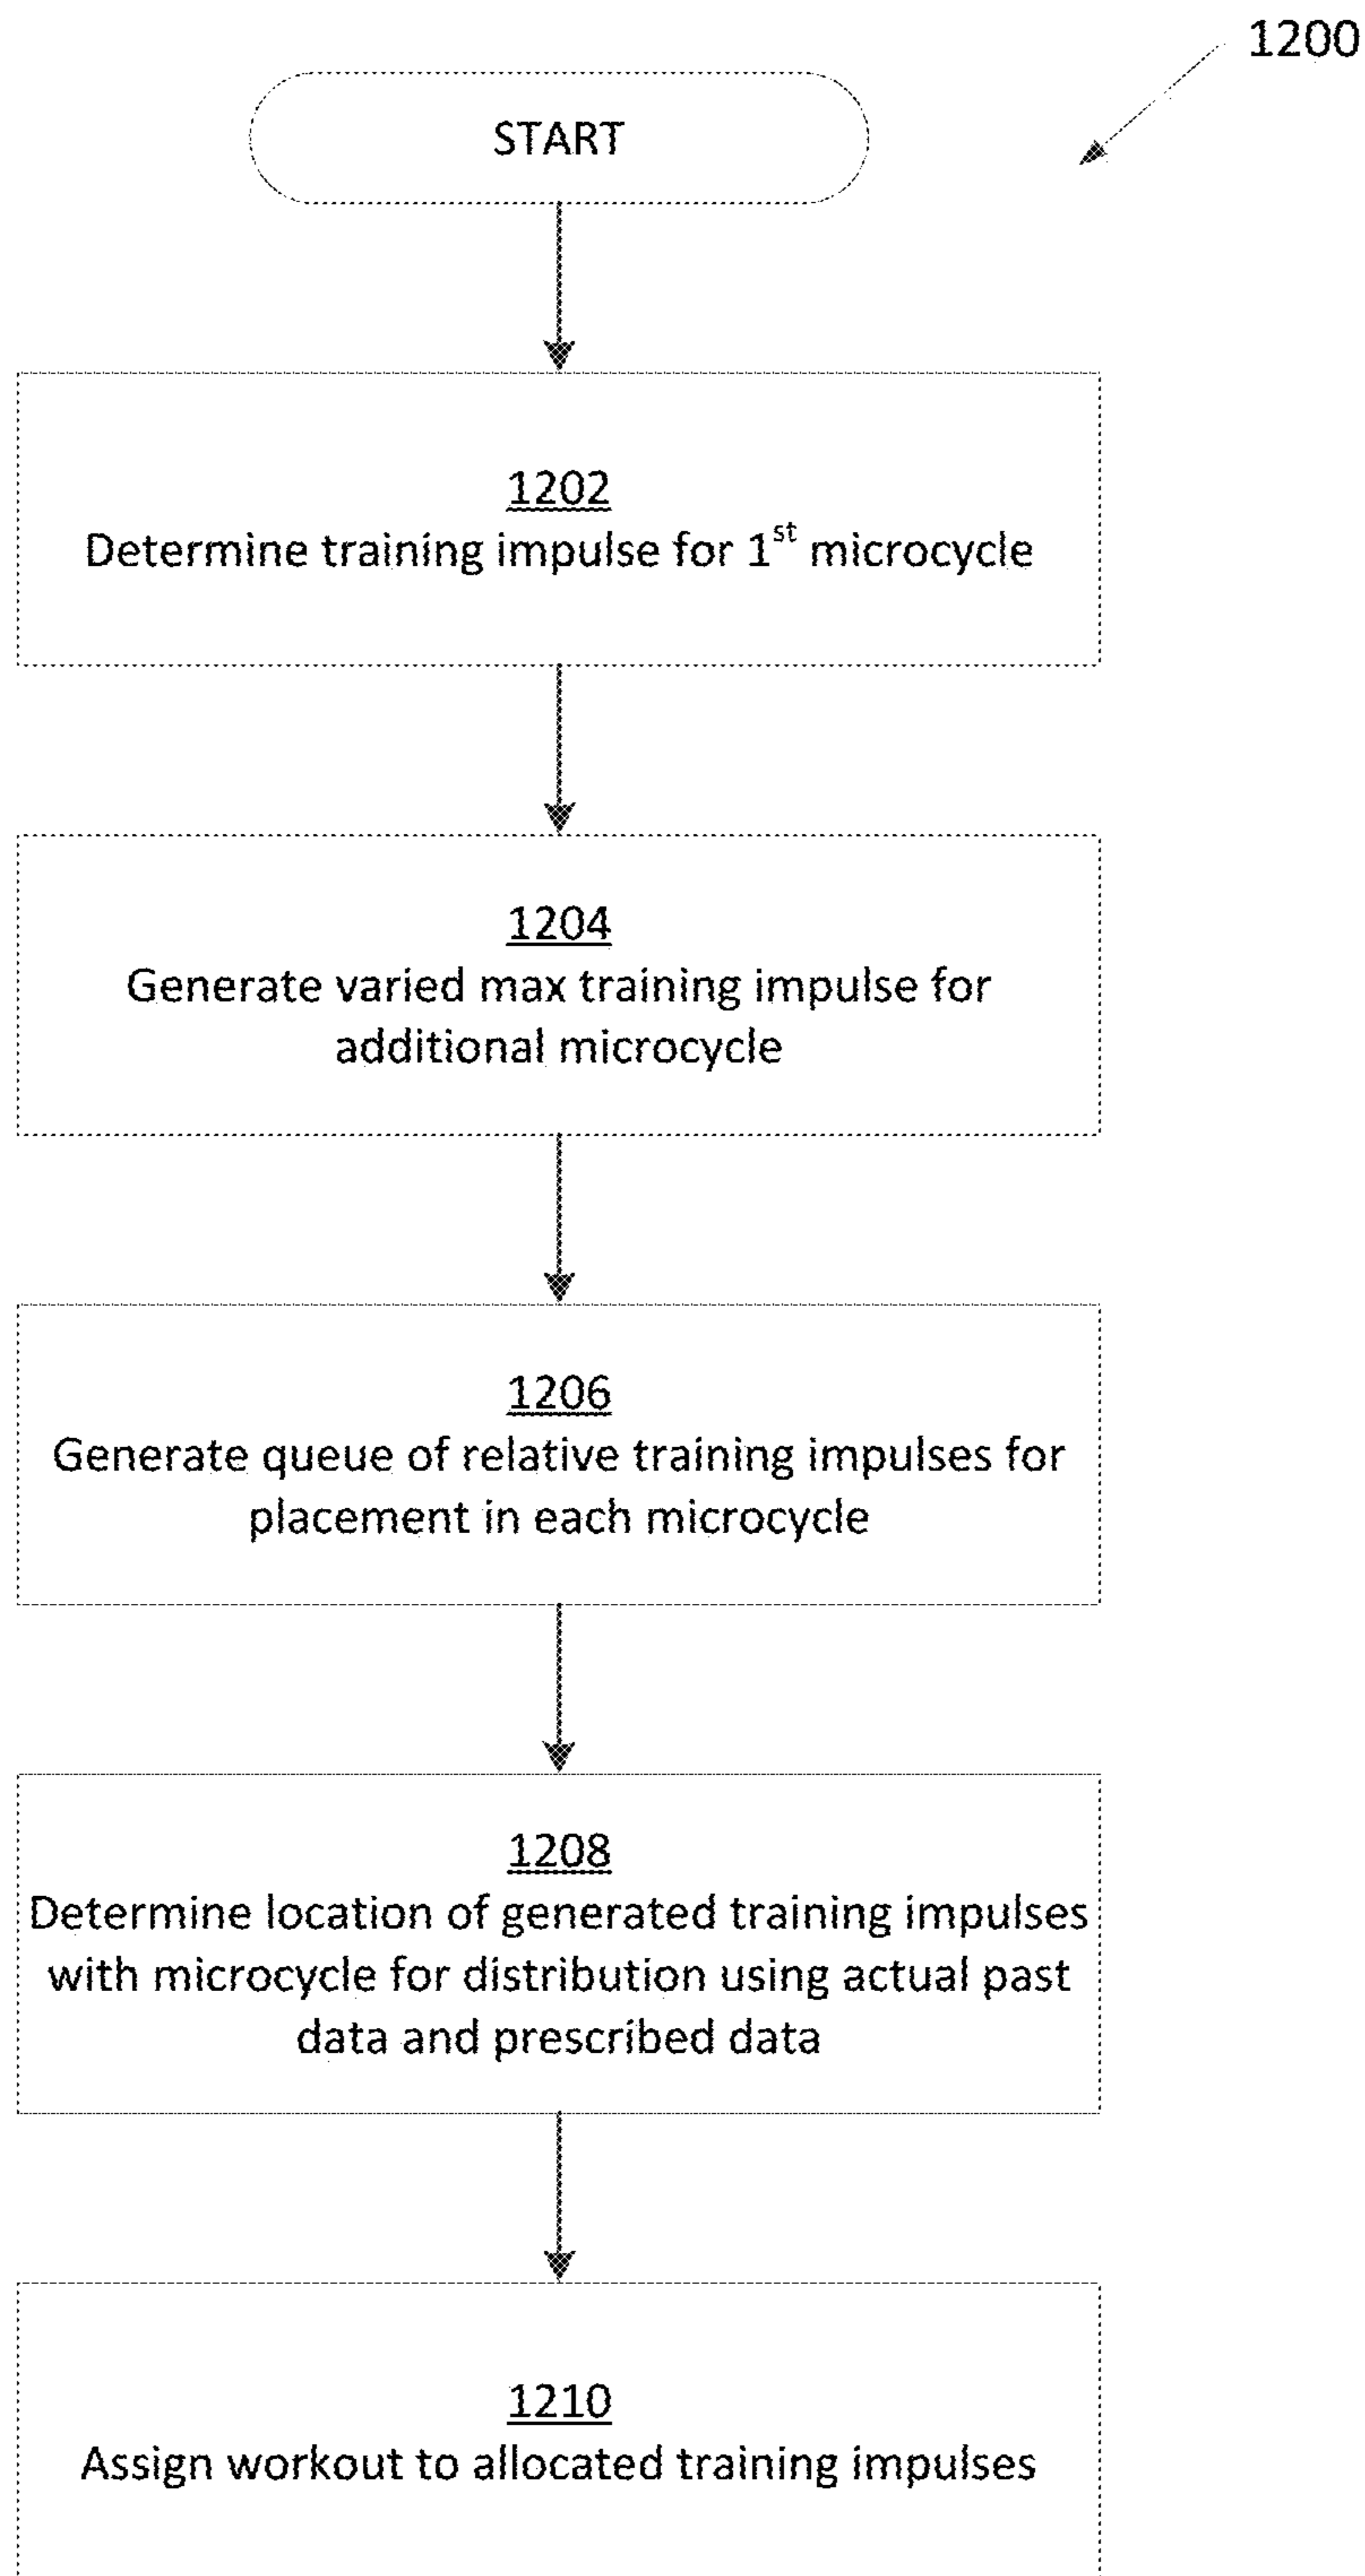 1200
START
1202
Determine training impulse for 1st microcycle
1204
Generate varied max training impulse for
additional microcycle
1206
Generate queue of relative training impulses for
placement in each microcycle
1208
Determine location of generated training impulses
with microcycle for distribution using actual past
data and prescribed data
1210
Assign workout to allocated training impulses